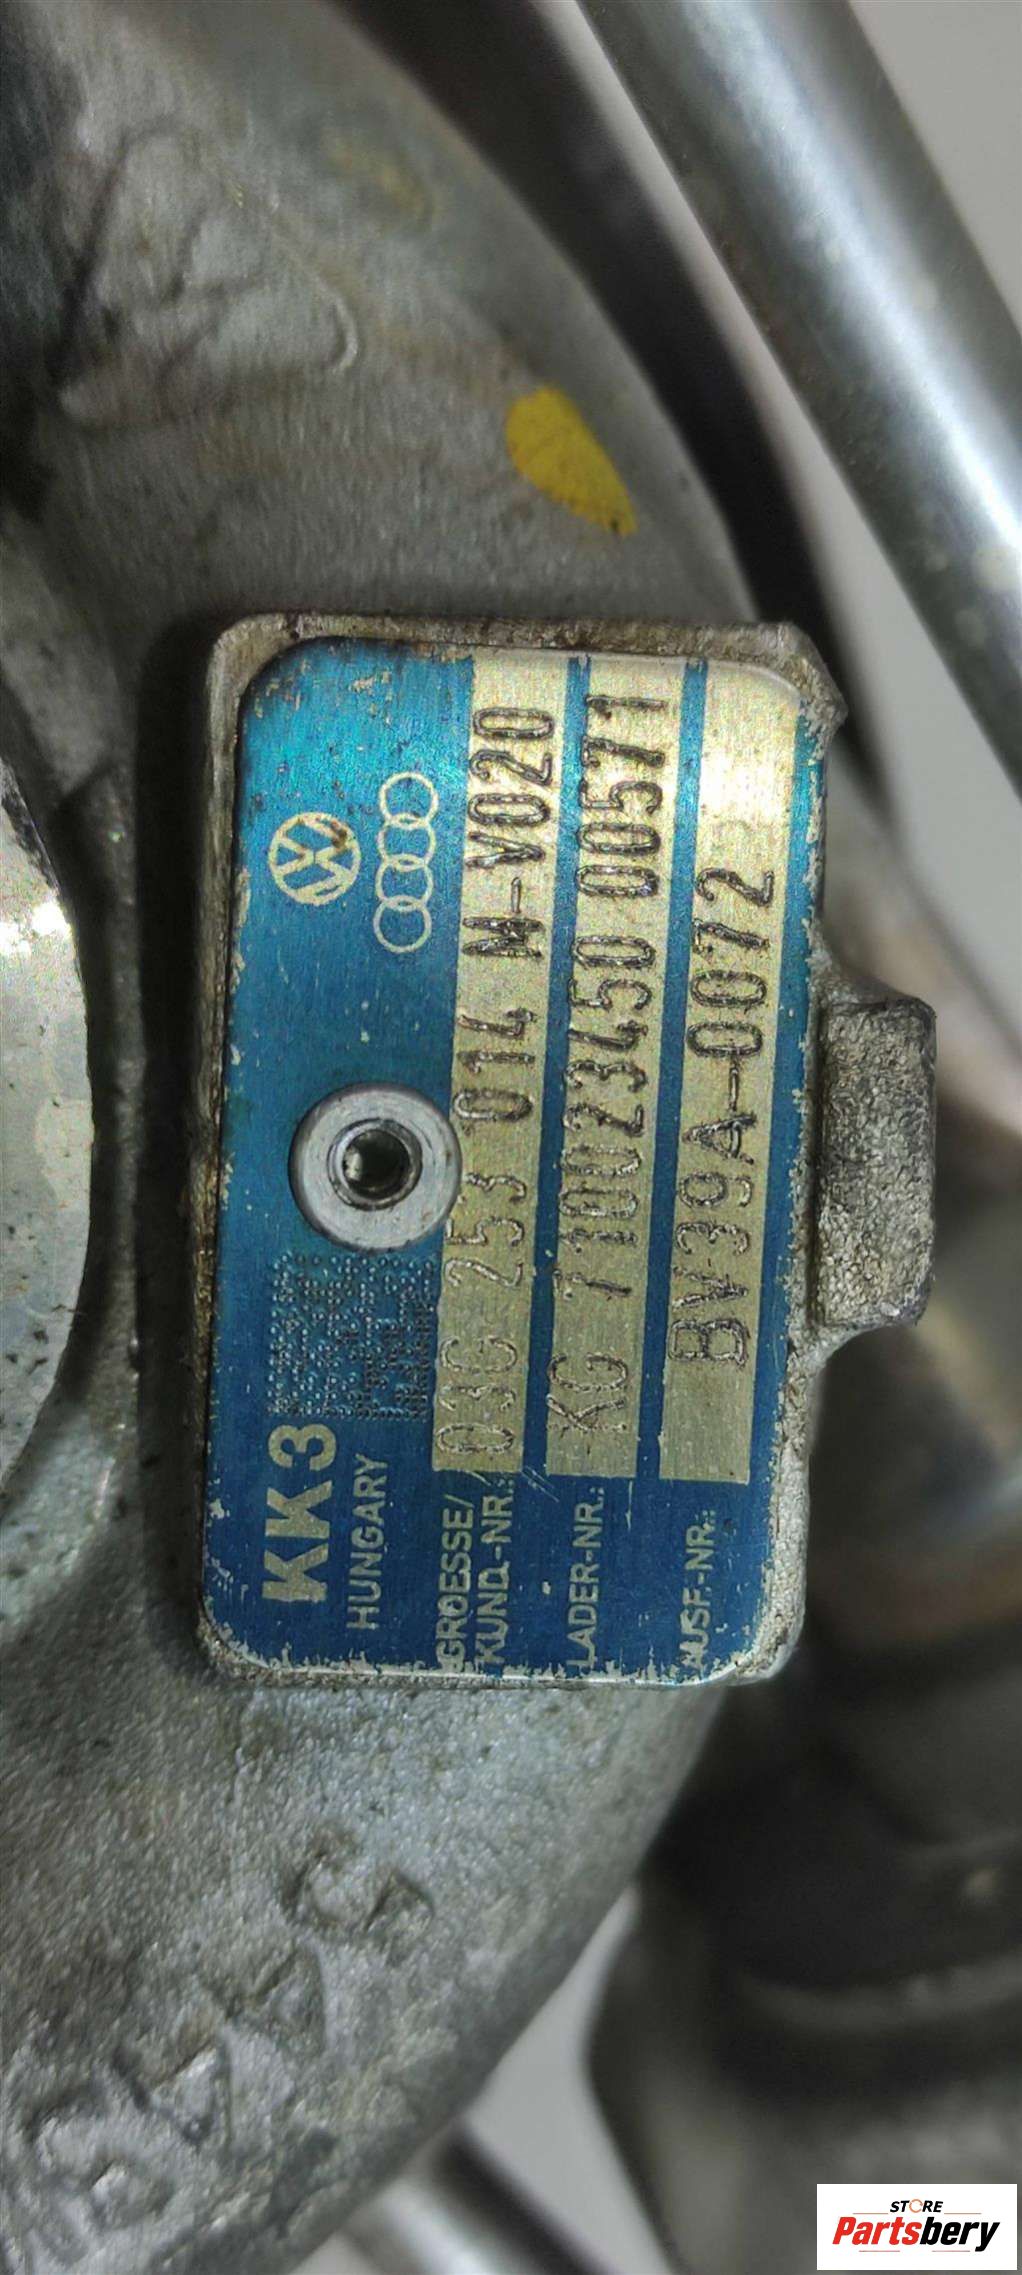 KK3
HUNGARY
GROESSE/
KUND.-NR.: 03G 253 014 M-V020
LADER-NR.: KG 71002345000571
AUSF.-NR.: BV39A-0072
STORE
Partsbery